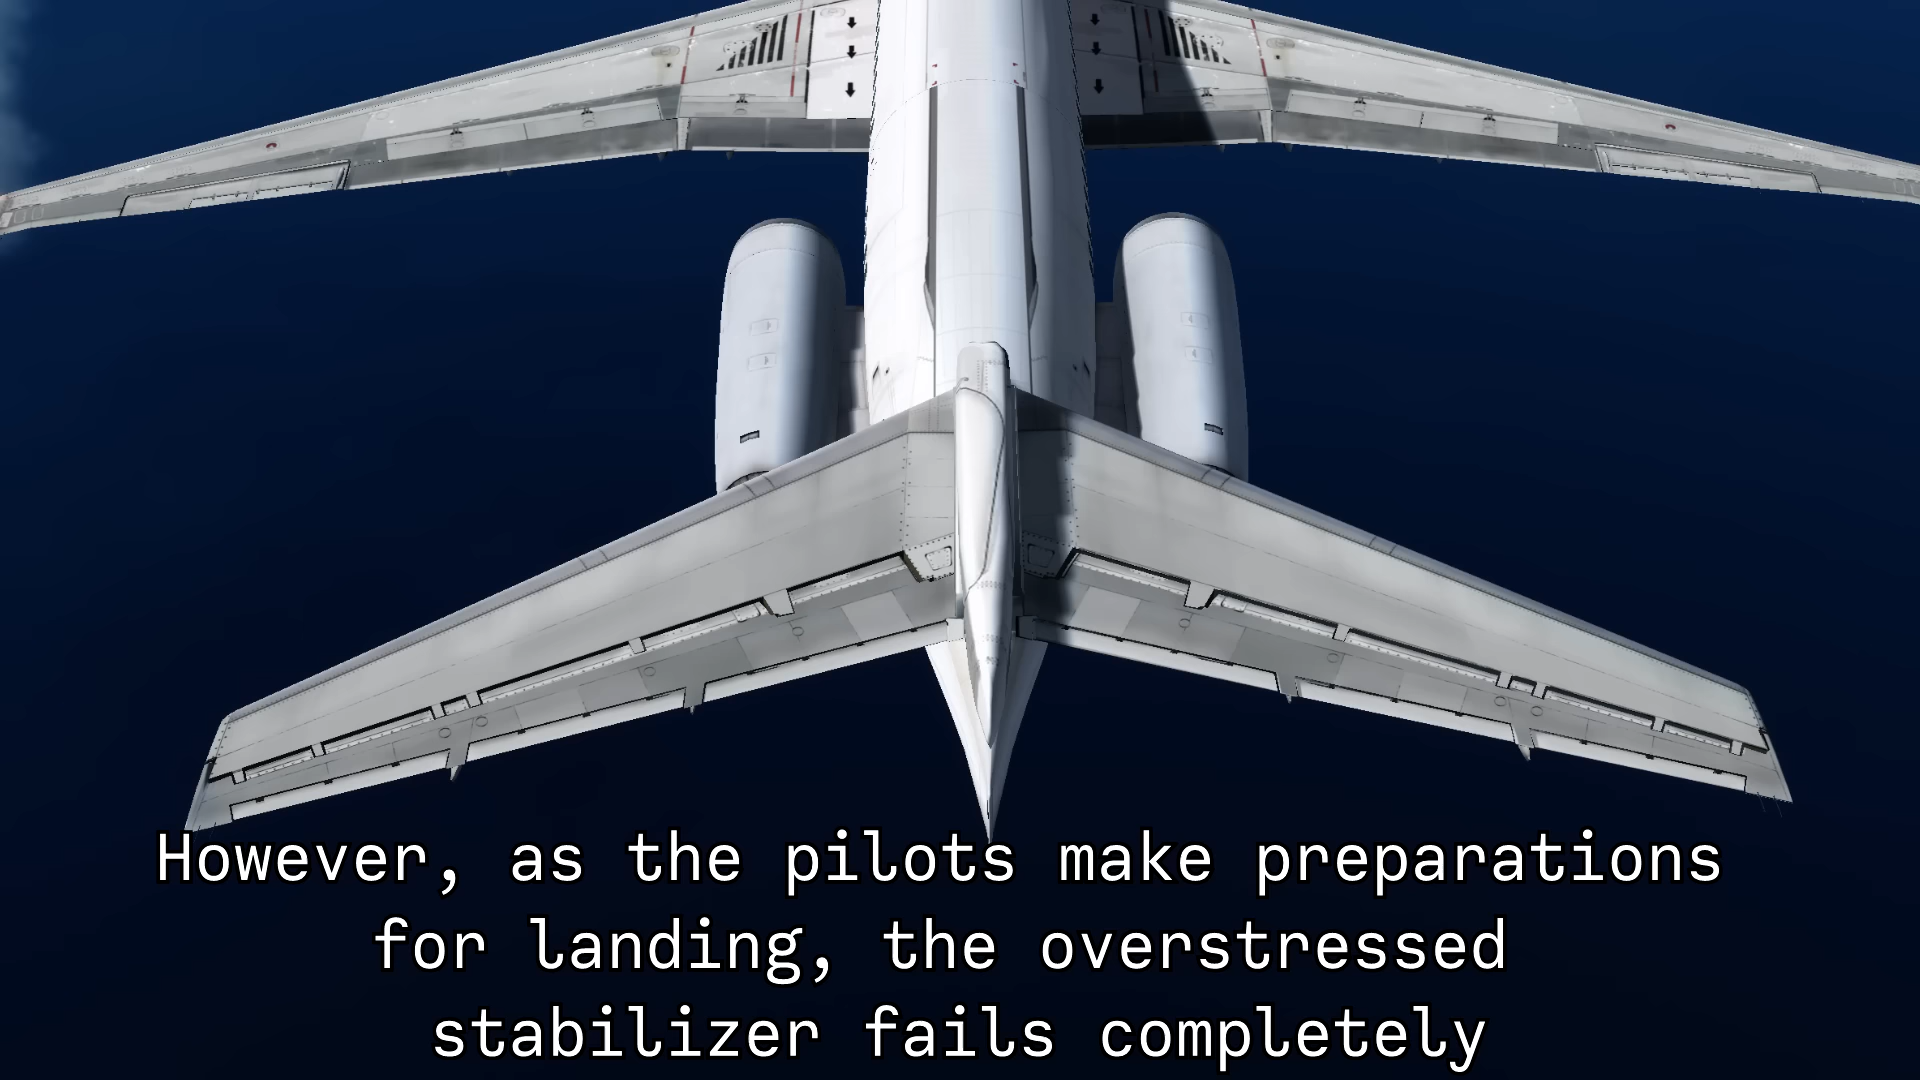 However, as the pilots make preparations
for landing, the overstressed
stabilizer fails completely